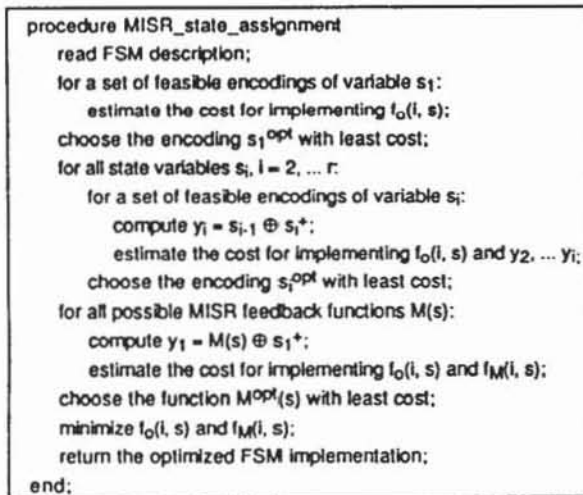 procedure MISR_state_assignment
read FSM description;
for a set of feasible encodings of variable s₁:
estimate the cost for implementing fₒ(i, s);
choose the encoding s₁ᵒᵖᵗ with least cost;
for all state variables sᵢ, i = 2, ... r:
for a set of feasible encodings of variable sᵢ:
compute yᵢ = sᵢ₋₁ ⊕ sᵢ⁺;
estimate the cost for implementing fₒ(i, s) and y₂, ... yᵢ;
choose the encoding sᵢᵒᵖᵗ with least cost;
for all possible MISR feedback functions M(s):
compute y₁ = M(s) ⊕ s₁⁺;
estimate the cost for implementing fₒ(i, s) and f_M(i, s);
choose the function Mᵒᵖᵗ(s) with least cost;
minimize fₒ(i, s) and f_M(i, s);
return the optimized FSM implementation;
end;